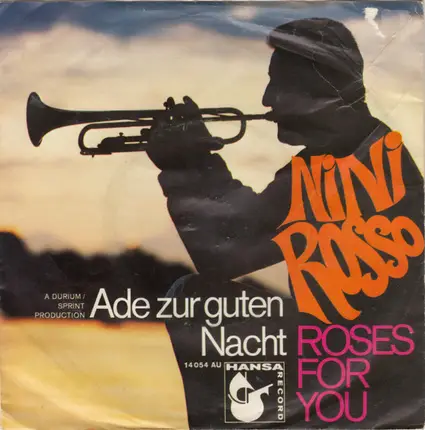 NINI
ROSSO
A DURIUM /
SPRINT
PRODUCTION
Ade zur guten
Nacht
14 054 AU
HANSA
RECORD
ROSES
FOR
YOU